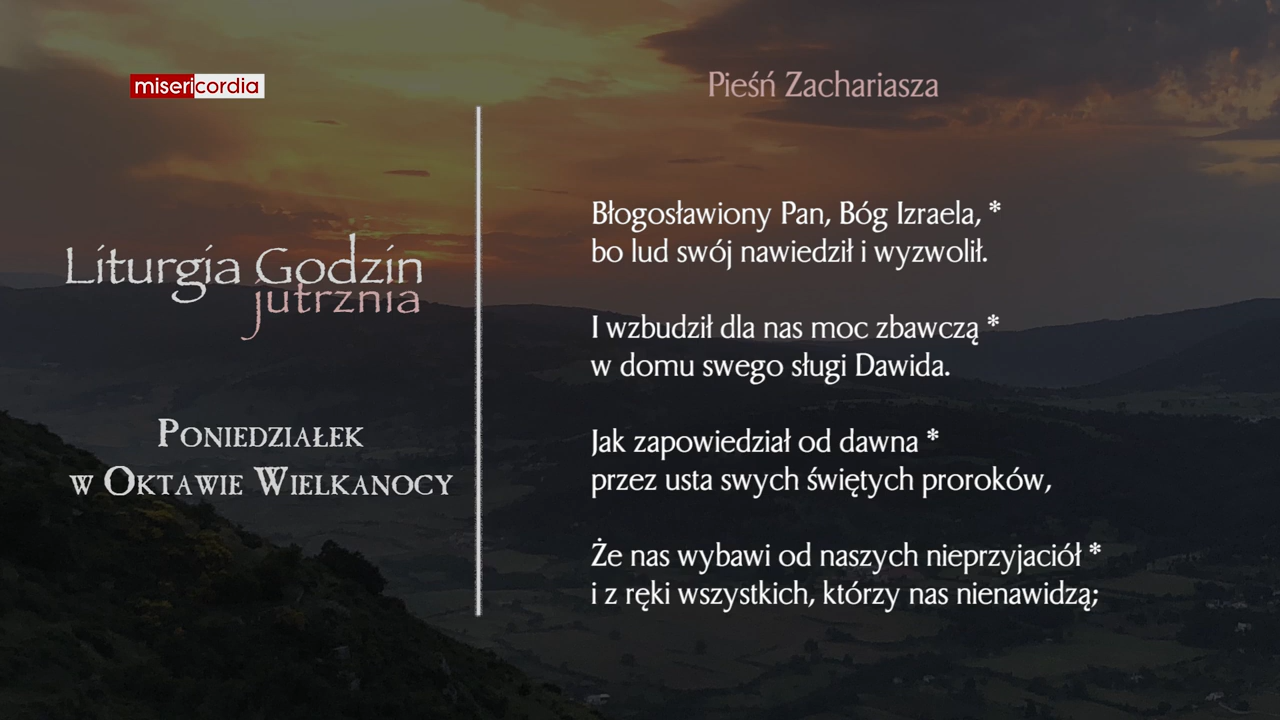 misericordia
Liturgia Godzin
jutrznia
Poniedziałek
w Oktawie Wielkanocy
Pieśń Zachariasza
Błogosławiony Pan, Bóg Izraela, *
bo lud swój nawiedził i wyzwolił.
I wzbudził dla nas moc zbawczą *
w domu swego sługi Dawida.
Jak zapowiedział od dawna *
przez usta swych świętych proroków,
Że nas wybawi od naszych nieprzyjaciół *
i z ręki wszystkich, którzy nas nienawidzą;